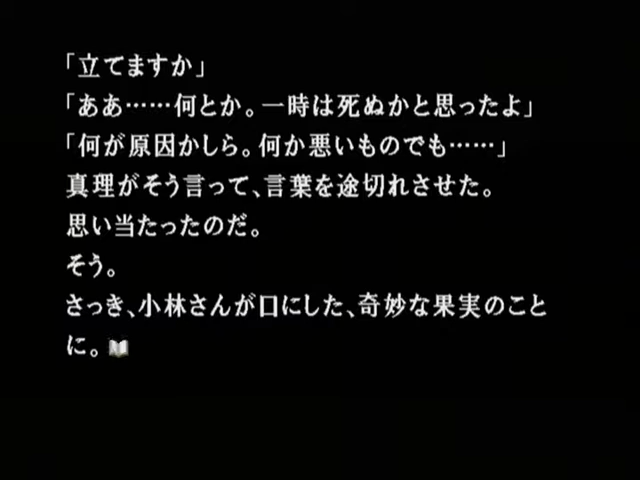 「立てますか」
「ああ……何とか。一時は死ぬかと思ったよ」
「何が原因かしら。何か悪いものでも……」
真理がそう言って、言葉を途切れさせた。
思い当たったのだ。
そう。
さっき、小林さんが口にした、奇妙な果実のこと
に。